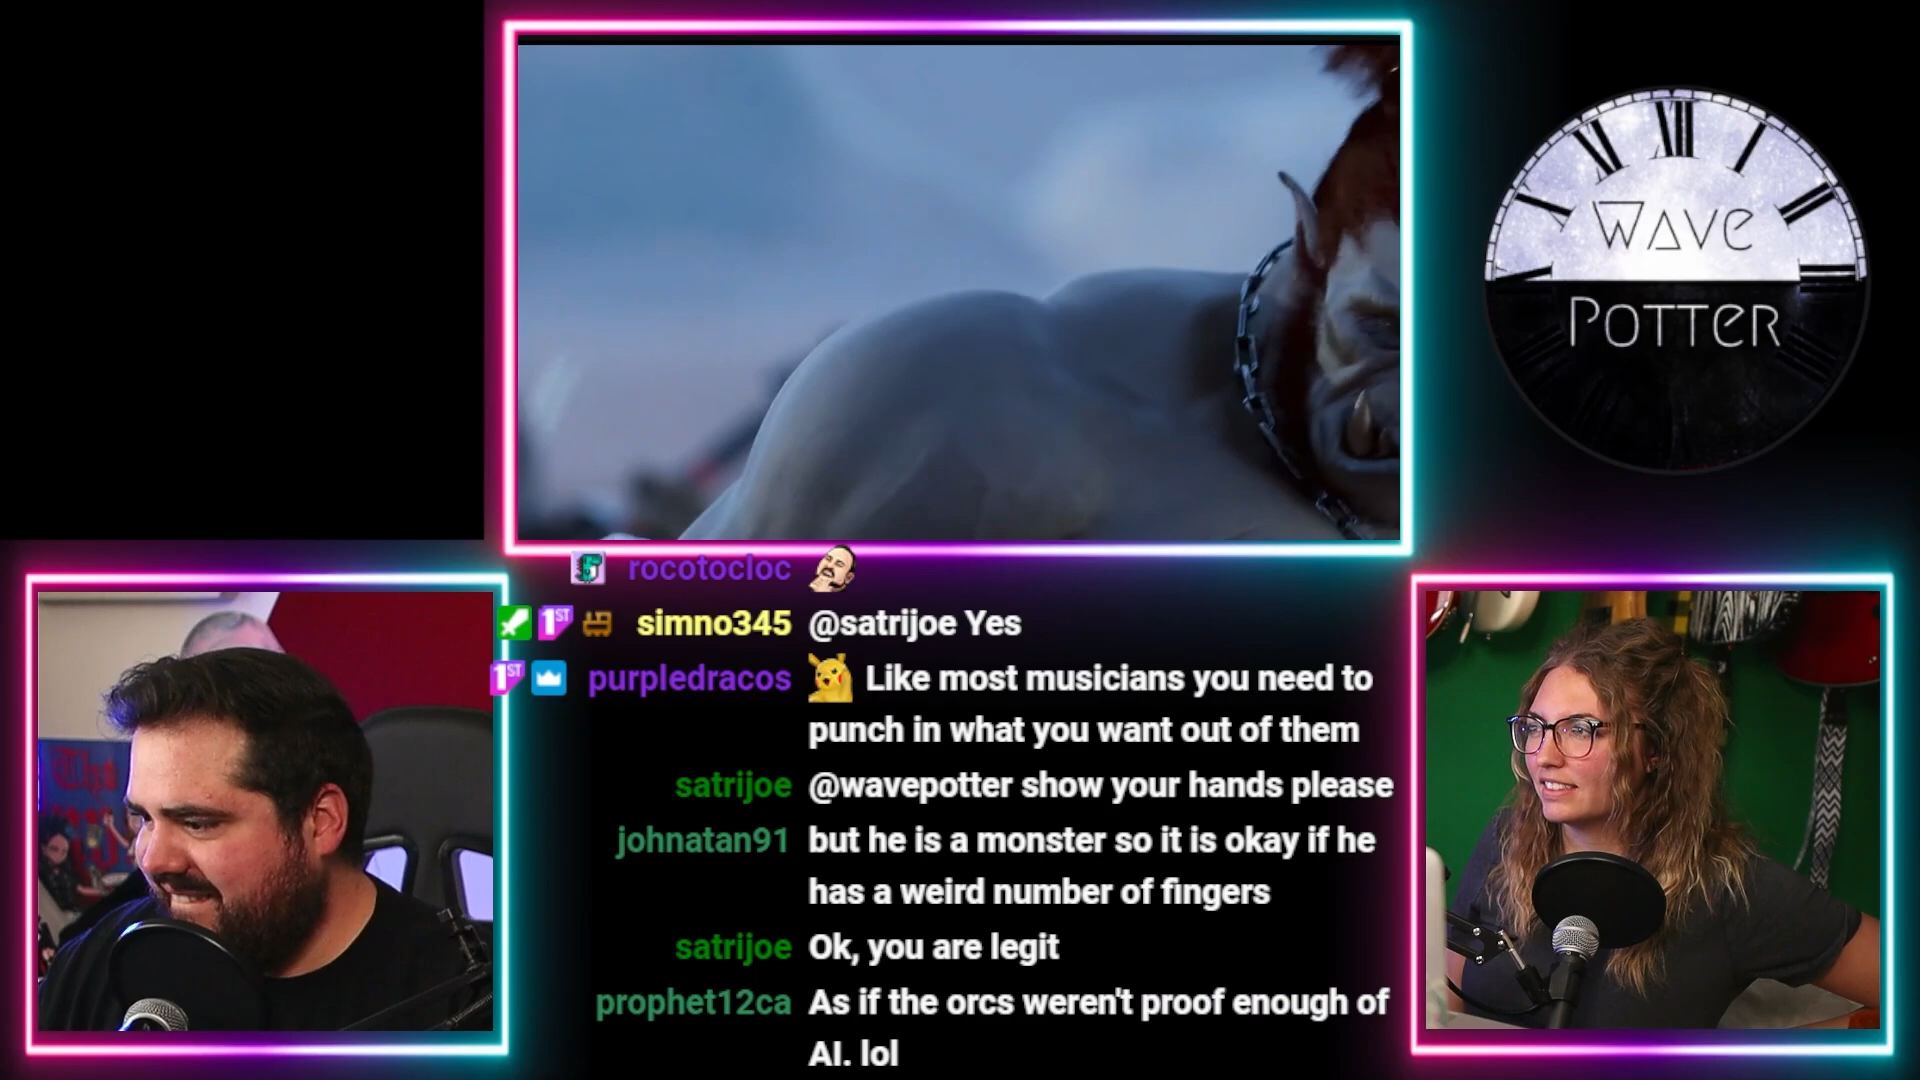 WAVE
POTTER
rocotocloc
simno345 @satrijoe Yes
purpledracos Like most musicians you need to
punch in what you want out of them
satrijoe @wavepotter show your hands please
johnatan91 but he is a monster so it is okay if he
has a weird number of fingers
satrijoe Ok, you are legit
prophet12ca As if the orcs weren't proof enough of
AI. lol